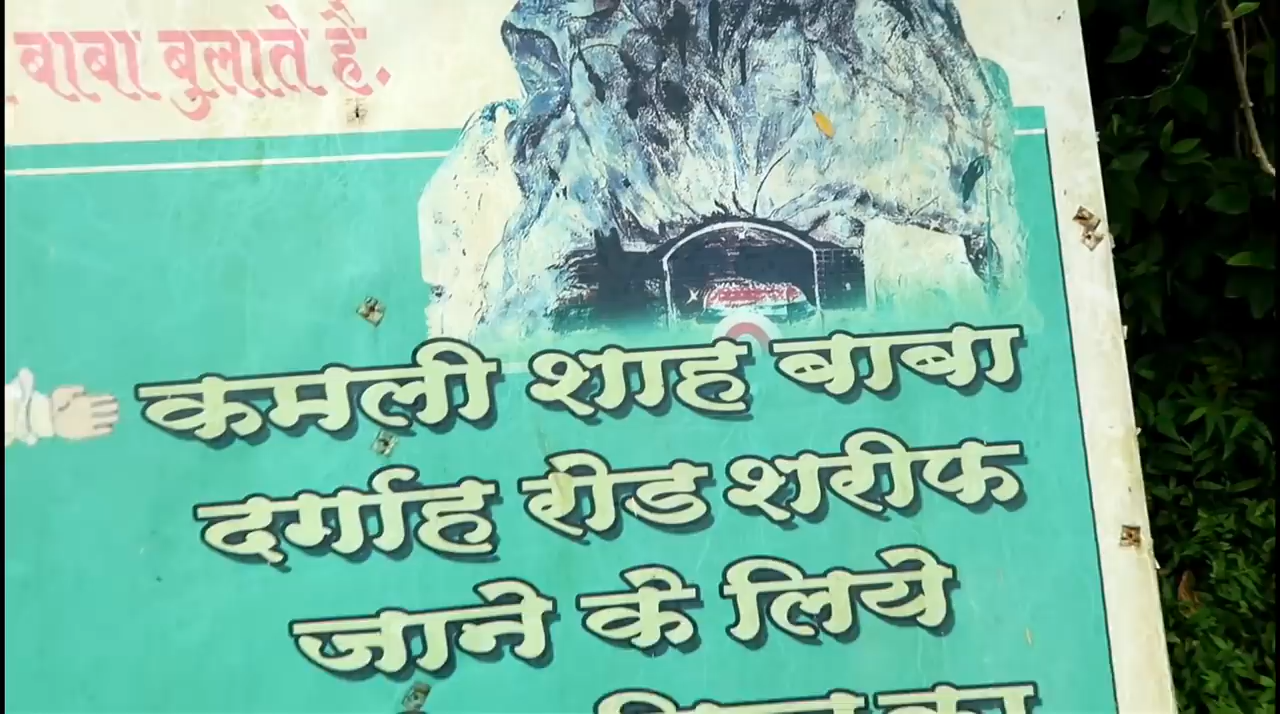 बाबा बुलाते हैं.
कमली शाह बाबा
दर्गाह रोड शरीफ
जाने के लिये
का